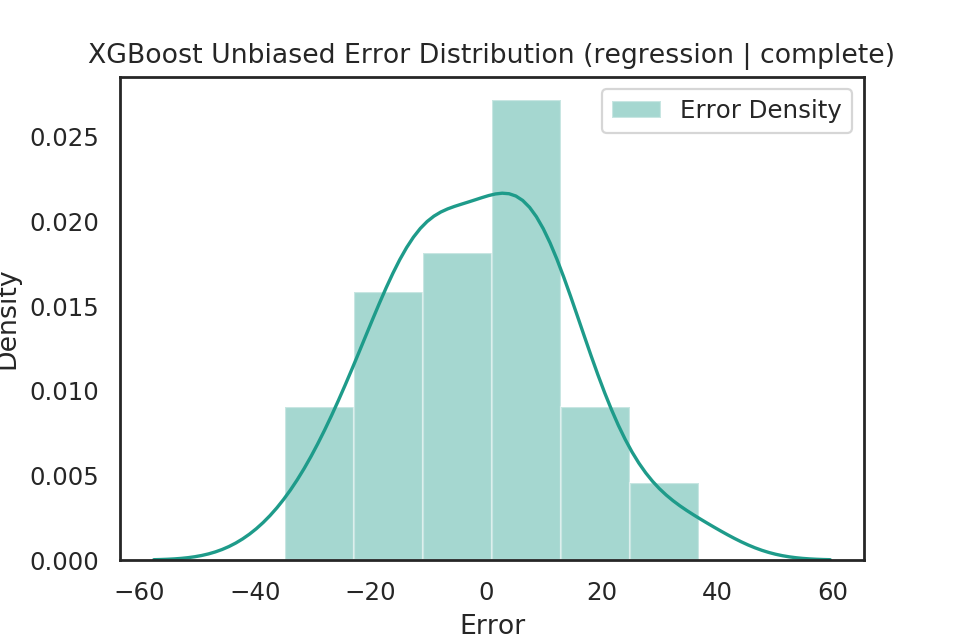 XGBoost Unbiased Error Distribution (regression | complete)
Error Density
0.025
0.020
0.015
0.010
0.005
0.000
Density
−60 −40 −20 0 20 40 60
Error